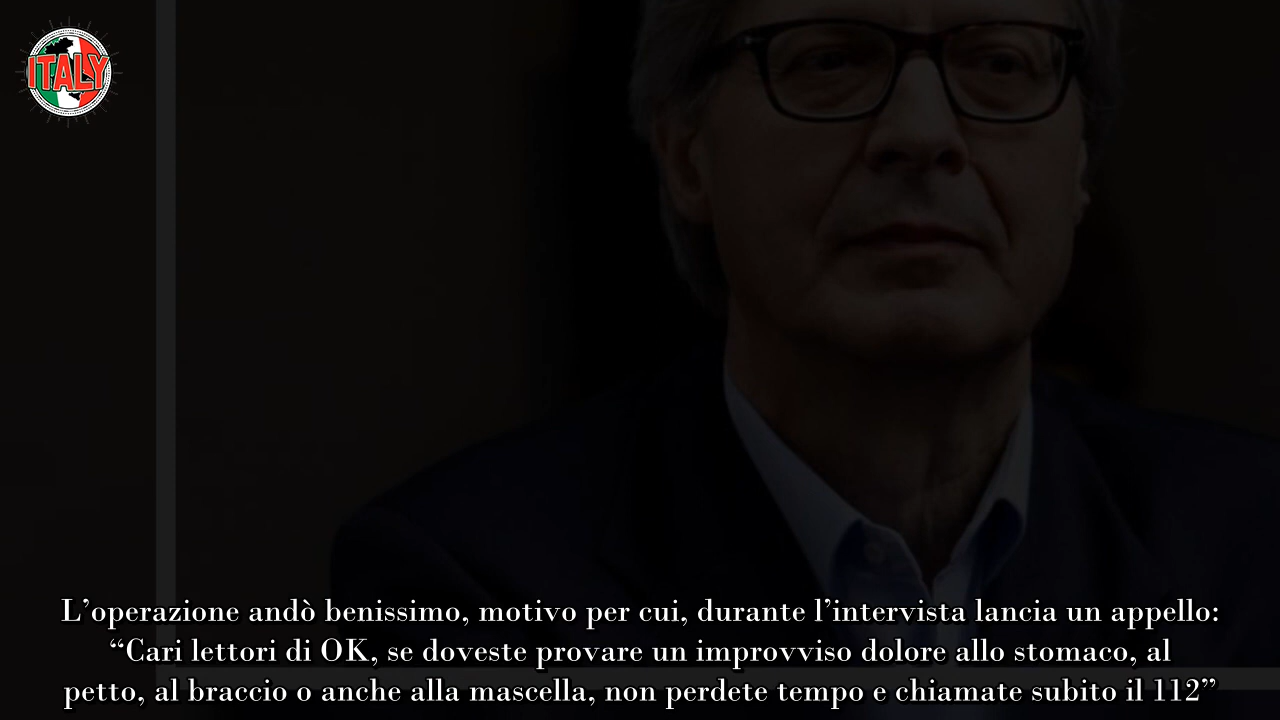 ITALY
L’operazione andò benissimo, motivo per cui, durante l’intervista lancia un appello:
“Cari lettori di OK, se doveste provare un improvviso dolore allo stomaco, al
petto, al braccio o anche alla mascella, non perdete tempo e chiamate subito il 112”